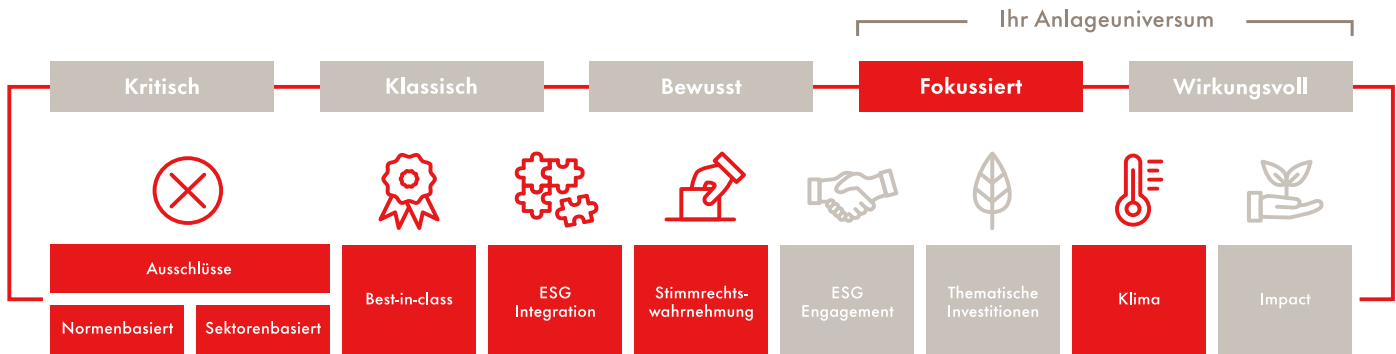 Ihr Anlageuniversum
Kritisch
Klassisch
Bewusst
Fokussiert
Wirkungsvoll
Ausschlüsse
Normenbasiert
Sektorenbasiert
Best-in-class
ESG
Integration
Stimmrechts-
wahrnehmung
ESG
Engagement
Thematische
Investitionen
Klima
Impact